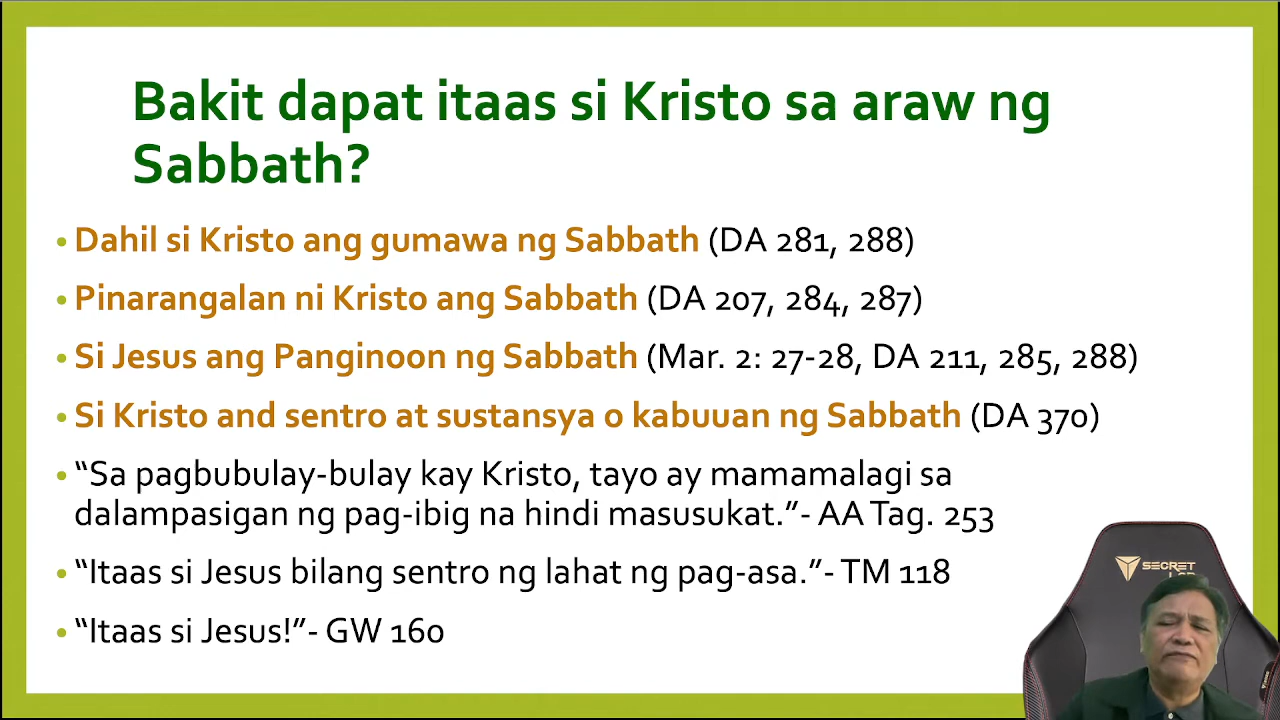 Bakit dapat itaas si Kristo sa araw ng
Sabbath?
• Dahil si Kristo ang gumawa ng Sabbath (DA 281, 288)
• Pinarangalan ni Kristo ang Sabbath (DA 207, 284, 287)
• Si Jesus ang Panginoon ng Sabbath (Mar. 2: 27-28, DA 211, 285, 288)
• Si Kristo and sentro at sustansya o kabuuan ng Sabbath (DA 370)
• “Sa pagbubulay-bulay kay Kristo, tayo ay mamamalagi sa
dalampasigan ng pag-ibig na hindi masusukat.”- AA Tag. 253
• “Itaas si Jesus bilang sentro ng lahat ng pag-asa.”- TM 118
• “Itaas si Jesus!”- GW 160
SECRET